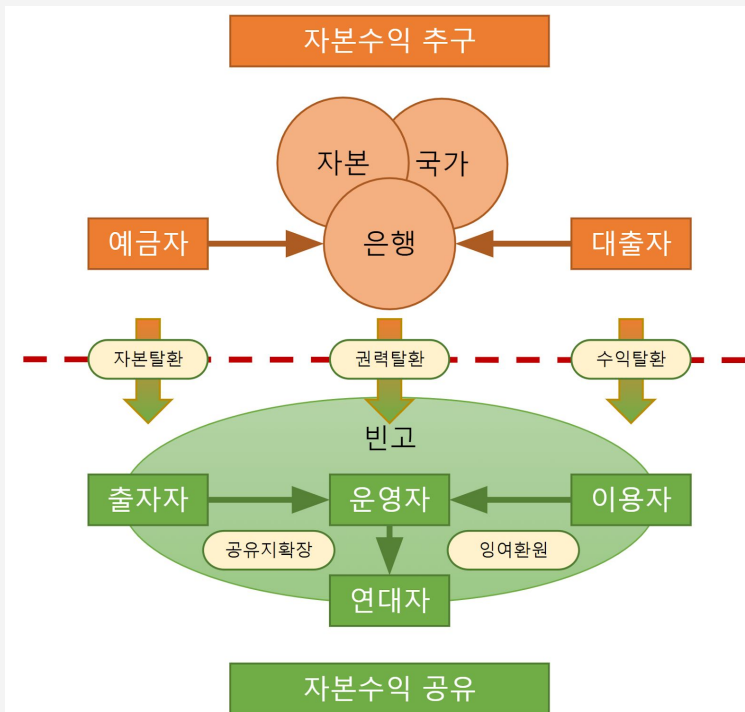 자본수익 추구
자본
국가
예금자
은행
대출자
자본탈환
권력탈환
수익탈환
빈고
출자자
운영자
이용자
공유지확장
잉여환원
연대자
자본수익 공유